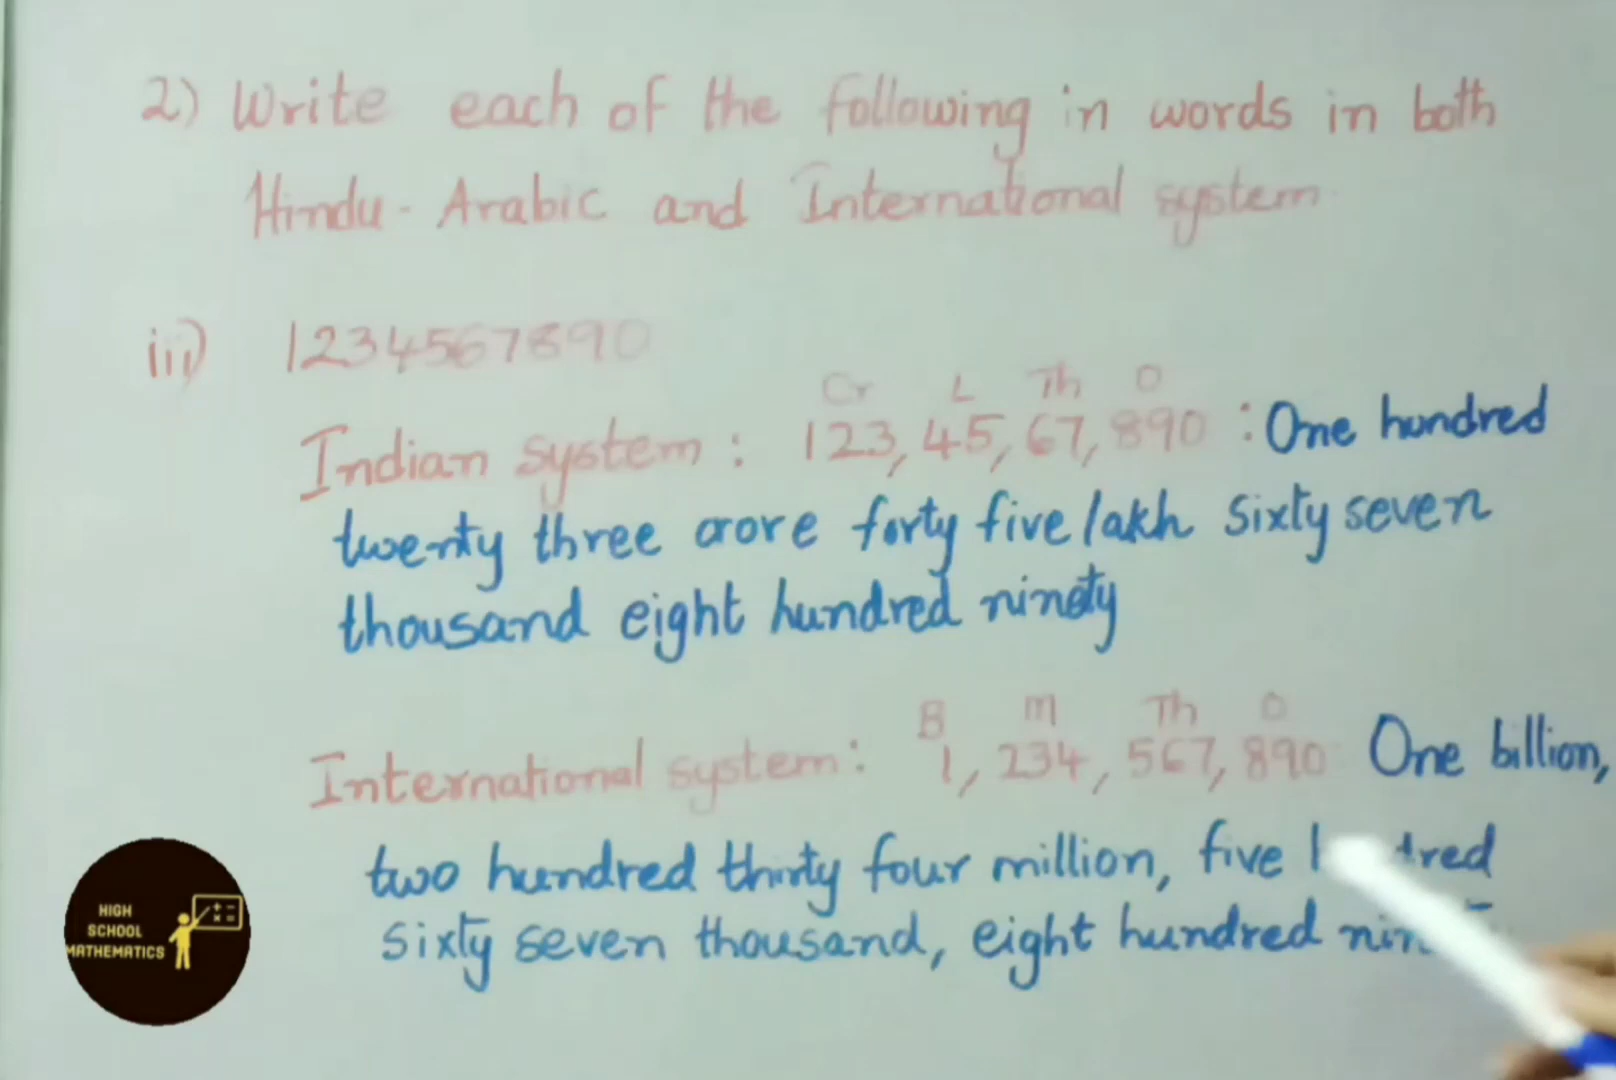 2) Write each of the following in words in both
Hindu-Arabic and International system
iii) 1234567890
Cr L Th O
Indian system : 123,45,67,890 : One hundred
twenty three crore forty five lakh sixty seven
thousand eight hundred ninety
B M Th O
International system : 1, 234, 567, 890 One billion,
two hundred thirty four million, five
sixty seven thousand, eight hundred
HIGH
SCHOOL
MATHEMATICS